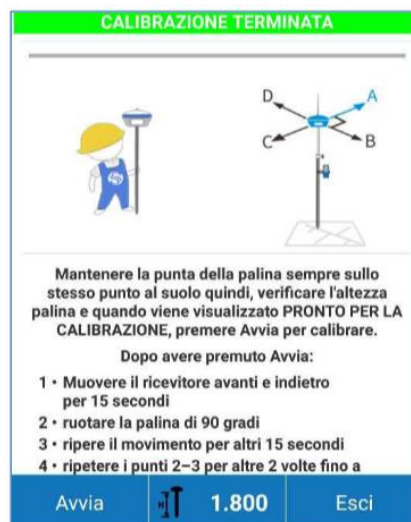 CALIBRAZIONE TERMINATA
D
A
C
B
Mantenere la punta della palina sempre sullo
stesso punto al suolo quindi, verificare l'altezza
palina e quando viene visualizzato PRONTO PER LA
CALIBRAZIONE, premere Avvia per calibrare.
Dopo avere premuto Avvia:
1 • Muovere il ricevitore avanti e indietro
per 15 secondi
2 • ruotare la palina di 90 gradi
3 • ripere il movimento per altri 15 secondi
4 • ripetere i punti 2–3 per altre 2 volte fino a
Avvia
H
1.800
Esci